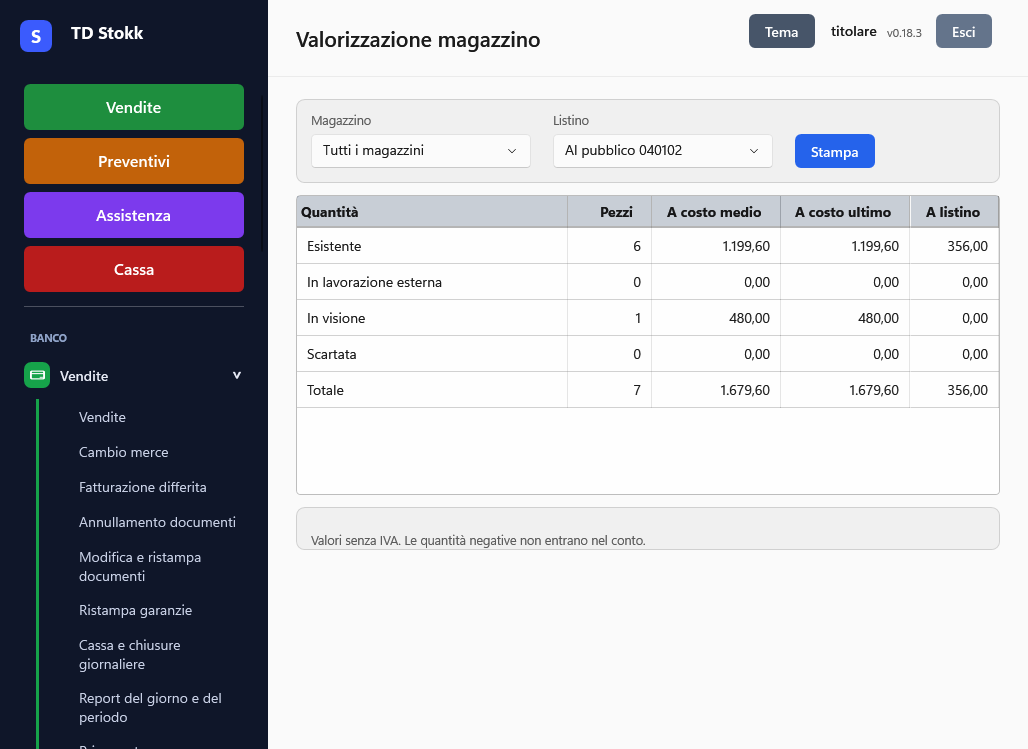 S
TD Stokk
Vendite
Preventivi
Assistenza
Cassa
BANCO
Vendite
Vendite
Cambio merce
Fatturazione differita
Annullamento documenti
Modifica e ristampa
documenti
Ristampa garanzie
Cassa e chiusure
giornaliere
Report del giorno e del
periodo
Valorizzazione magazzino
Tema
titolare
v0.18.3
Esci
Magazzino
Listino
Tutti i magazzini
Al pubblico 040102
Stampa
Quantità Pezzi A costo medio A costo ultimo A listino
Esistente 6 1.199,60 1.199,60 356,00
In lavorazione esterna 0 0,00 0,00 0,00
In visione 1 480,00 480,00 0,00
Scartata 0 0,00 0,00 0,00
Totale 7 1.679,60 1.679,60 356,00
Valori senza IVA. Le quantità negative non entrano nel conto.